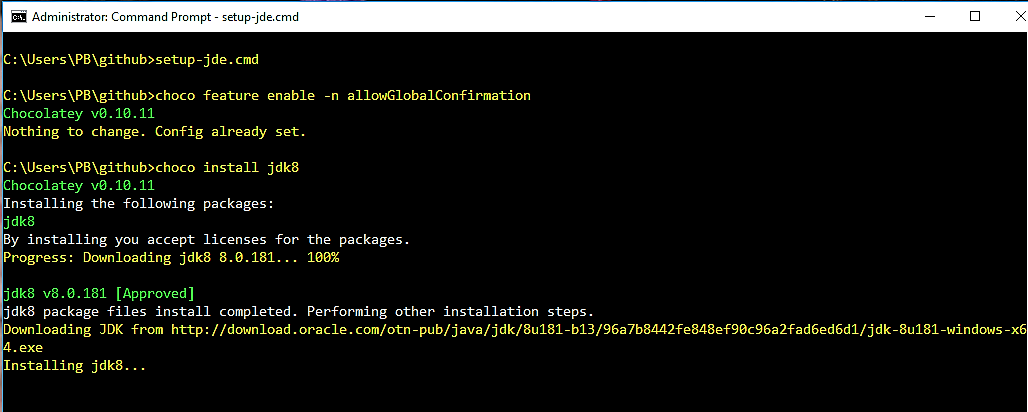 Administrator: Command Prompt - setup-jde.cmd
C:\Users\PB\github>setup-jde.cmd
C:\Users\PB\github>choco feature enable -n allowGlobalConfirmation
Chocolatey v0.10.11
Nothing to change. Config already set.
C:\Users\PB\github>choco install jdk8
Chocolatey v0.10.11
Installing the following packages:
jdk8
By installing you accept licenses for the packages.
Progress: Downloading jdk8 8.0.181... 100%
jdk8 v8.0.181 [Approved]
jdk8 package files install completed. Performing other installation steps.
Downloading JDK from http://download.oracle.com/otn-pub/java/jdk/8u181-b13/96a7b8442fe848ef90c96a2fad6ed6d1/jdk-8u181-windows-x6
4.exe
Installing jdk8...